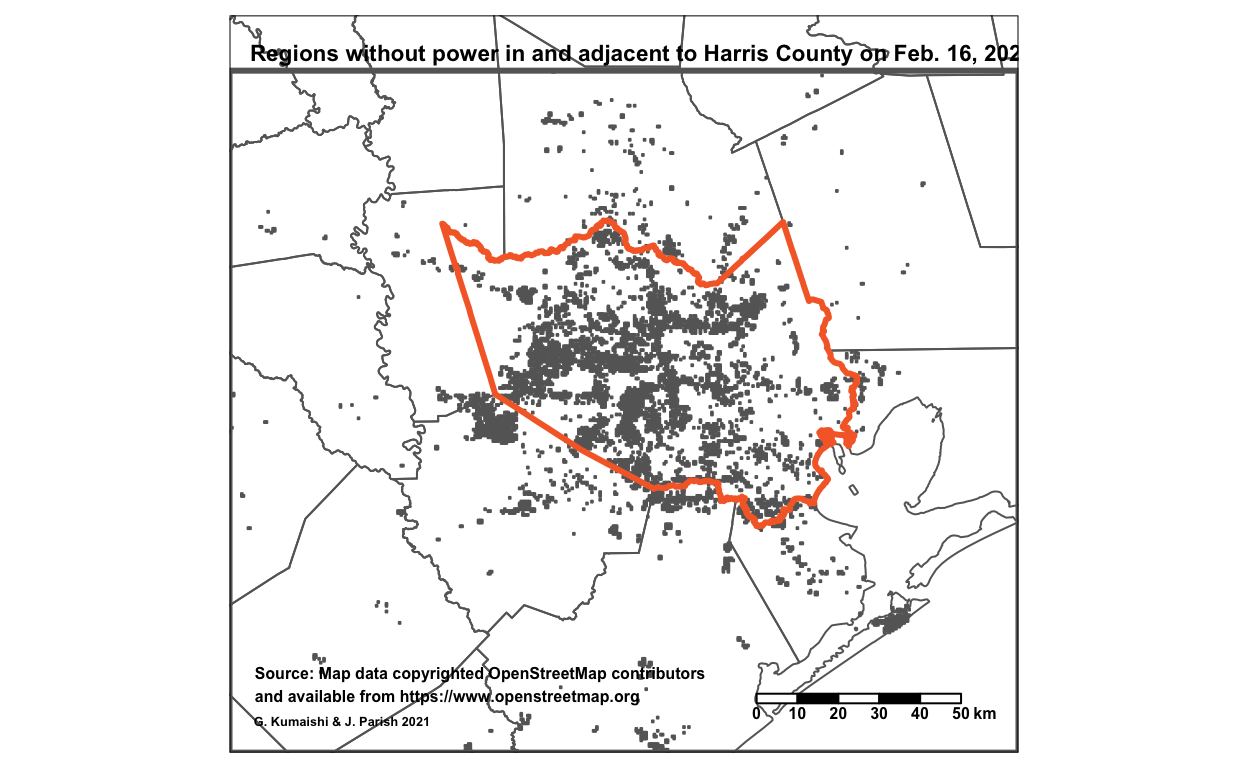 Regions without power in and adjacent to Harris County on Feb. 16, 202
Source: Map data copyrighted OpenStreetMap contributors
and available from https://www.openstreetmap.org
G. Kumaishi & J. Parish 2021
0 10 20 30 40 50 km